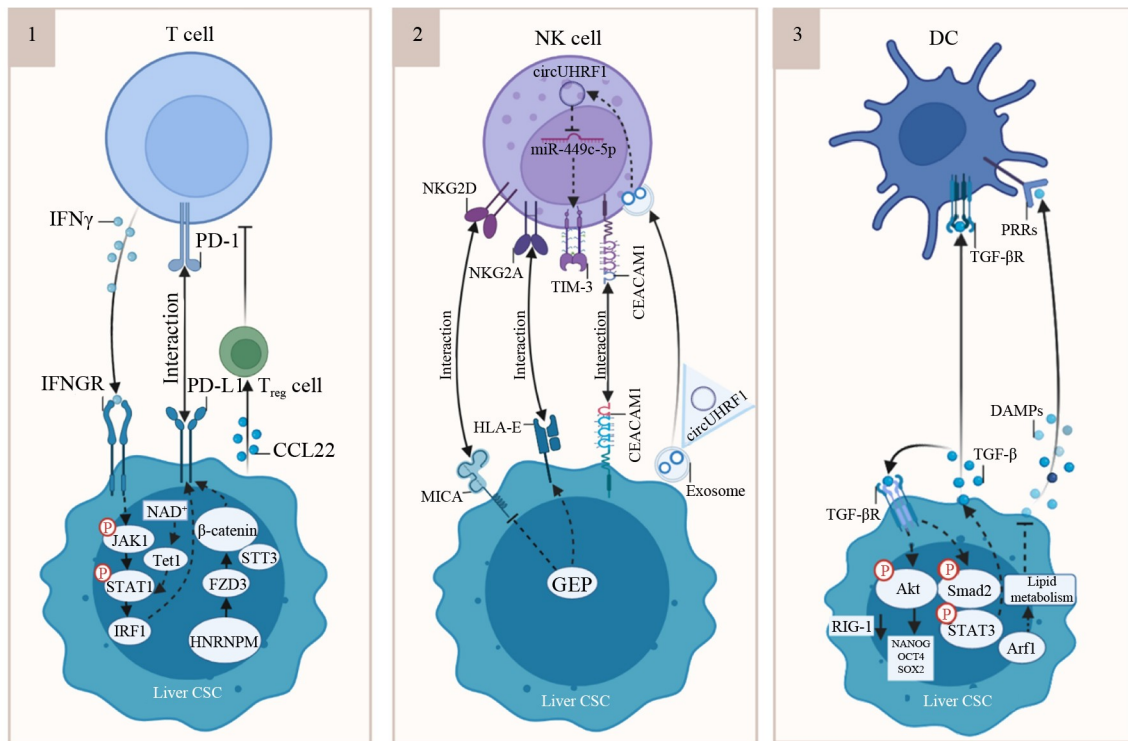 1
T cell
IFNγ
PD-1
Interaction
IFNGR
PD-L1
Treg cell
CCL22
NAD+
P
JAK1
β-catenin
Tet1
STT3
P
STAT1
FZD3
IRF1
HNRNPM
Liver CSC
2
NK cell
circUHRF1
miR-449c-5p
NKG2D
NKG2A
TIM-3
CEACAM1
Interaction
Interaction
Interaction
HLA-E
CEACAM1
circUHRF1
MICA
Exosome
GEP
Liver CSC
3
DC
PRRs
TGF-βR
DAMPs
TGF-β
TGF-βR
P
Akt
P
Smad2
Lipid
metabolism
RIG-1
P
STAT3
NANOG
OCT4
SOX2
Arf1
Liver CSC